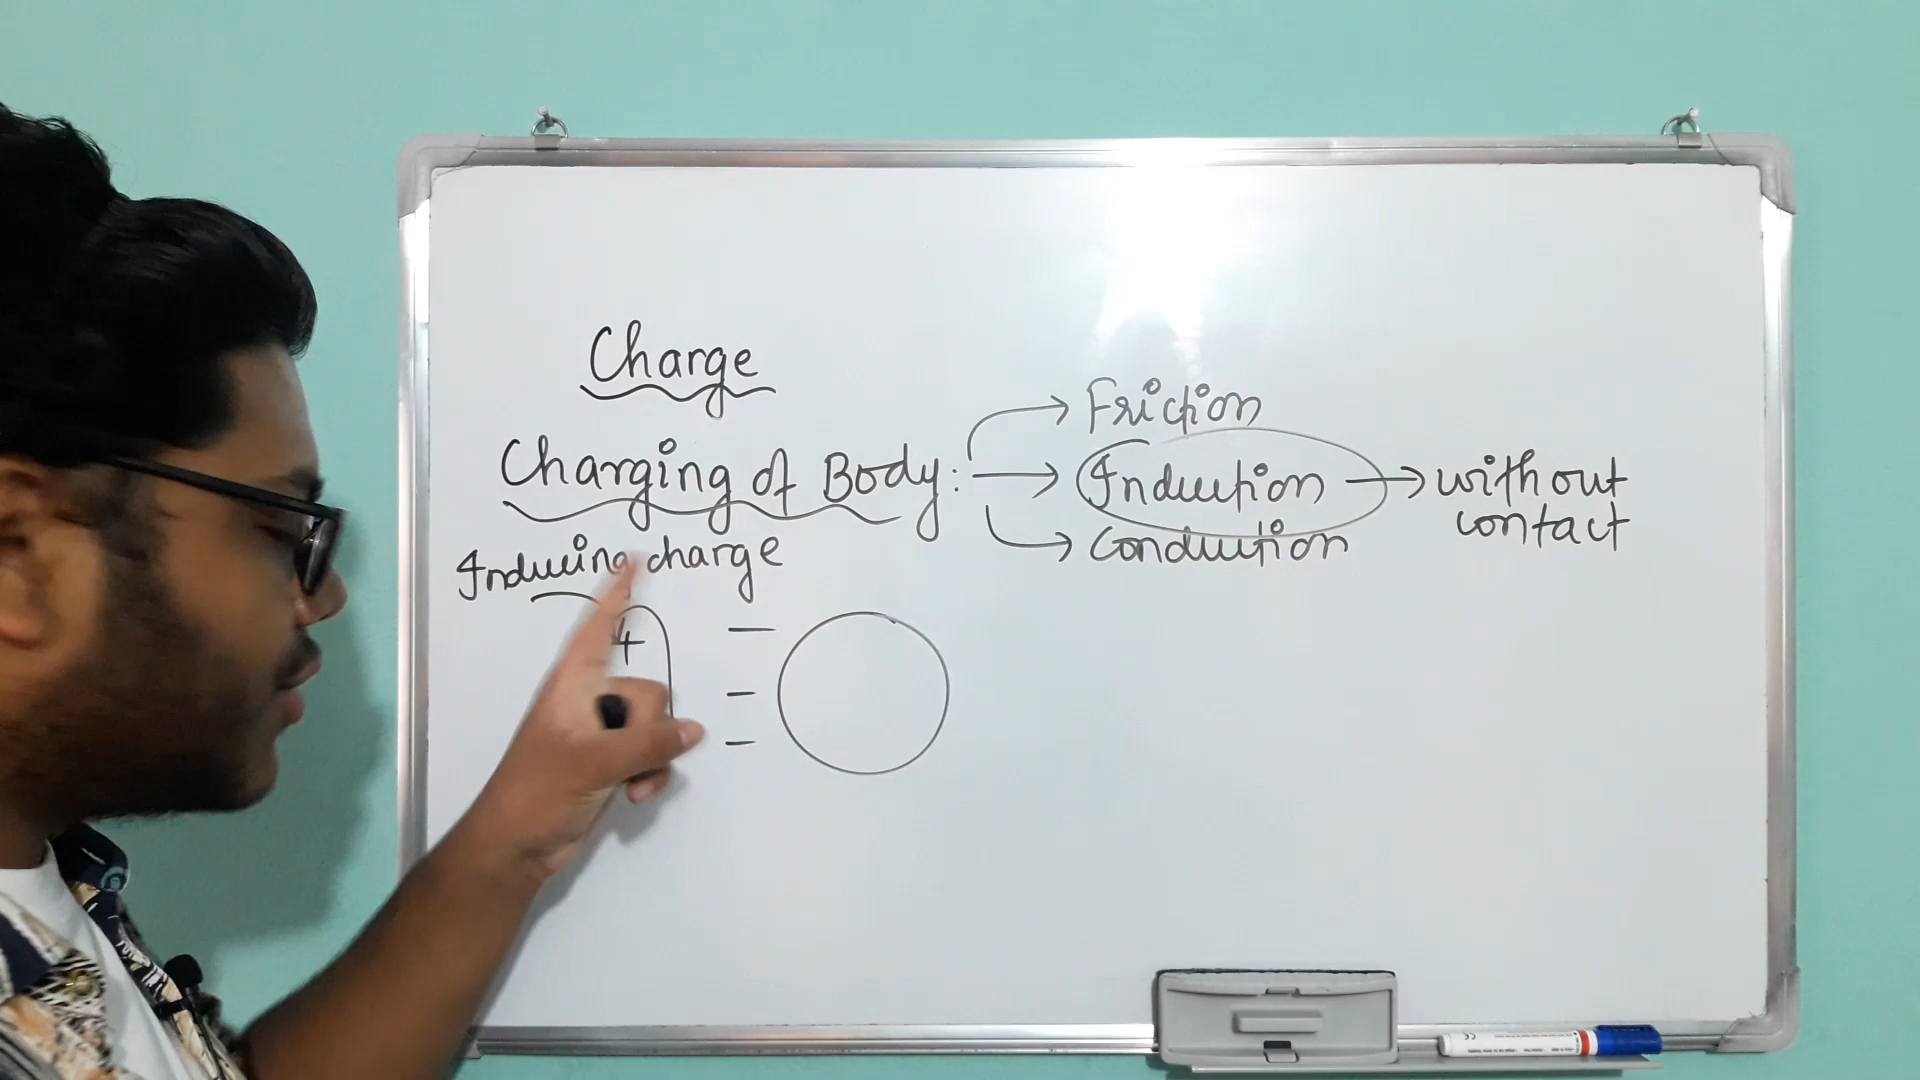 Charge
Charging of Body:
Friction
Induction → without
contact
Conduction
Inducing charge
+
—
–
–